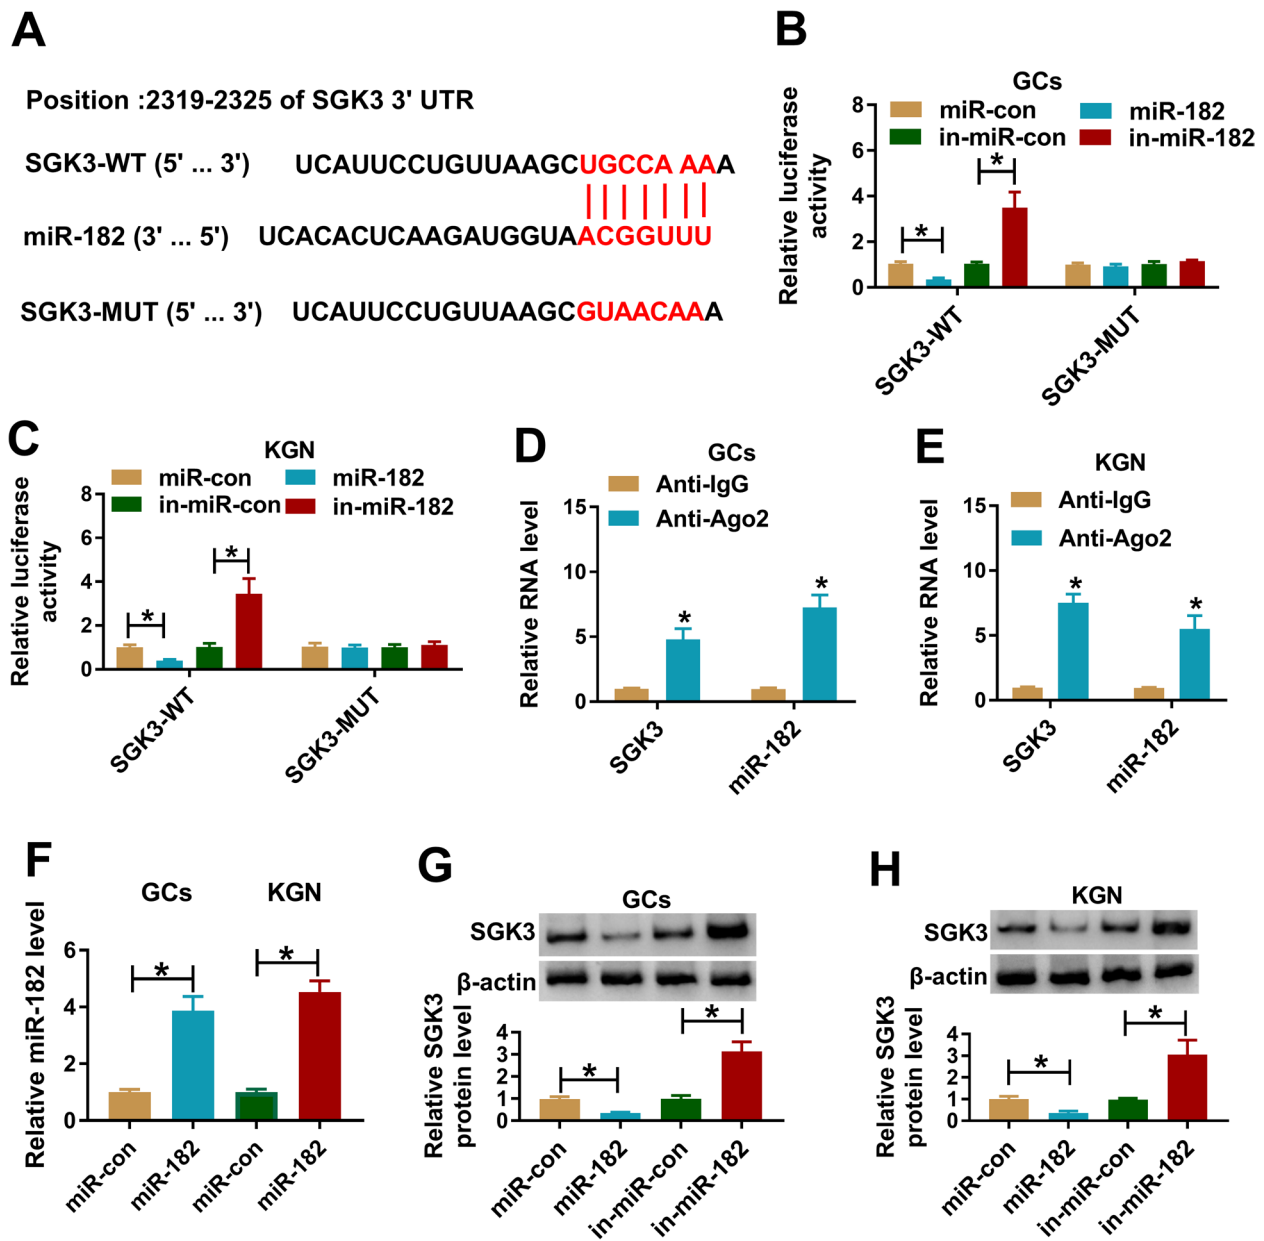 A
Position :2319-2325 of SGK3 3' UTR
SGK3-WT (5' ... 3') UCAUUCCUGUUAAGCUGCCA AAA
miR-182 (3' ... 5') UCACACUCAAGAUGGUAACGGUUU
SGK3-MUT (5' ... 3') UCAUUCCUGUUAAGCGUAACAAA
B
GCs
miR-con
miR-182
in-miR-con
in-miR-182
Relative luciferase
activity
8
6
4
2
0
*
*
SGK3-WT
SGK3-MUT
C
KGN
miR-con
miR-182
in-miR-con
in-miR-182
Relative luciferase
activity
8
6
4
2
0
*
*
SGK3-WT
SGK3-MUT
D
GCs
Anti-IgG
Anti-Ago2
Relative RNA level
15
10
5
0
*
*
SGK3
miR-182
E
KGN
Anti-IgG
Anti-Ago2
Relative RNA level
15
10
5
0
*
*
SGK3
miR-182
F
GCs
KGN
Relative miR-182 level
6
4
2
0
*
*
miR-con
miR-182
miR-con
miR-182
G
GCs
SGK3
β-actin
Relative SGK3
protein level
4
3
2
1
0
*
*
miR-con
miR-182
in-miR-con
in-miR-182
H
KGN
SGK3
β-actin
Relative SGK3
protein level
4
3
2
1
0
*
*
miR-con
miR-182
in-miR-con
in-miR-182